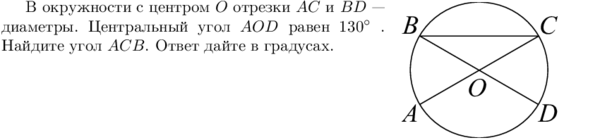 В окружности с центром O отрезки AC и BD —
диаметры. Центральный угол AOD равен 130° .
Найдите угол ACB. Ответ дайте в градусах.
B
C
O
A
D